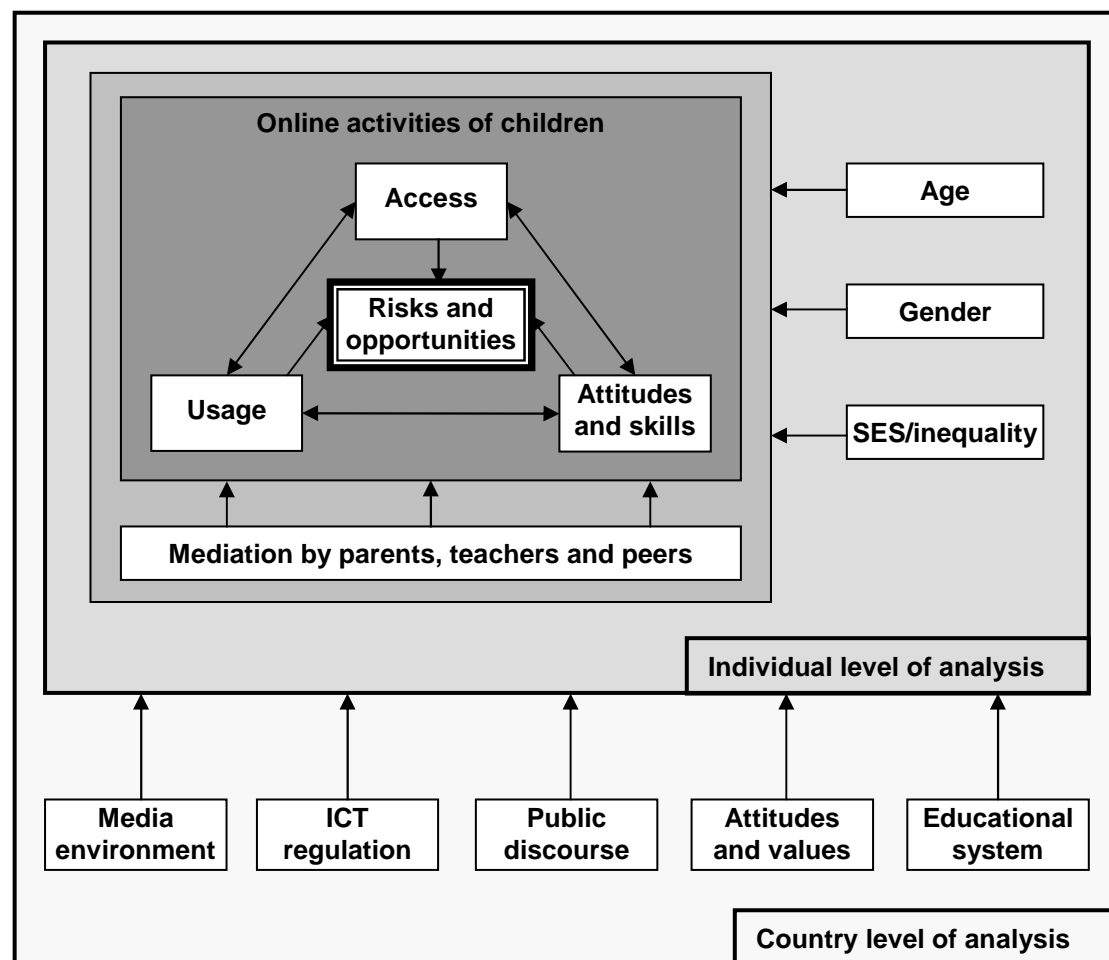 Online activities of children
Access
Age
Risks and
opportunities
Gender
Usage
Attitudes
and skills
SES/inequality
Mediation by parents, teachers and peers
Individual level of analysis
Media
environment
ICT
regulation
Public
discourse
Attitudes
and values
Educational
system
Country level of analysis